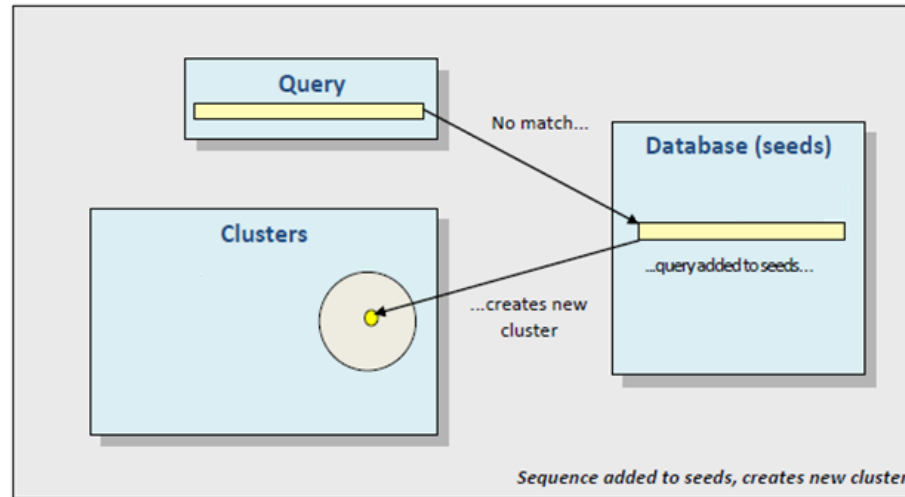 Query
No match...
Database (seeds)
Clusters
...query added to seeds...
...creates new
cluster
Sequence added to seeds, creates new cluster